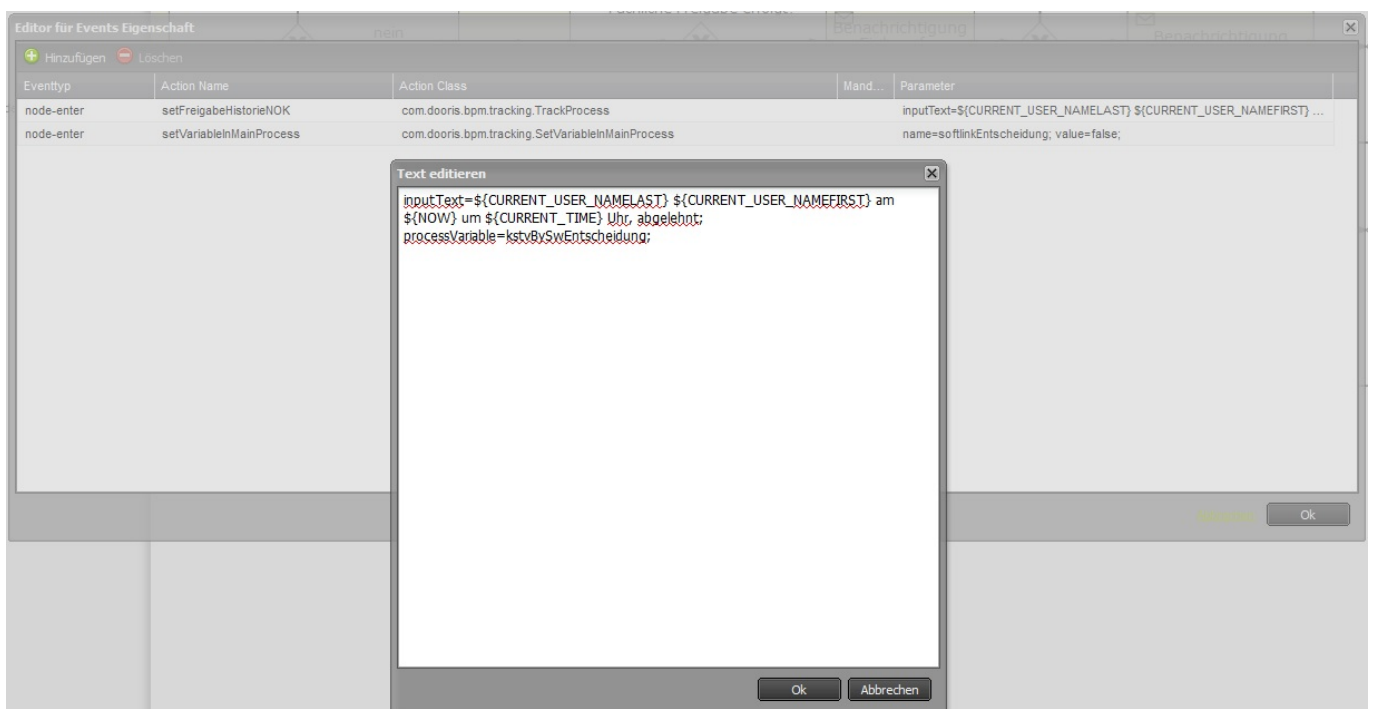 Editor für Events Eigenschaft
nein
Benachrichtigung
Benachrichtigung
Hinzufügen Löschen
Eventtyp Action Name Action Class Mand... Parameter
node-enter setFreigabeHistorieNOK com.dooris.bpm.tracking.TrackProcess inputText=${CURRENT_USER_NAMELAST} ${CURRENT_USER_NAMEFIRST} ...
node-enter setVariableInMainProcess com.dooris.bpm.tracking.SetVariableInMainProcess name=softlinkEntscheidung; value=false;
Text editieren
inputText=${CURRENT_USER_NAMELAST} ${CURRENT_USER_NAMEFIRST} am
${NOW} um ${CURRENT_TIME} Uhr, abgelehnt;
processVariable=kstvBySwEntscheidung;
Ok
Ok Abbrechen